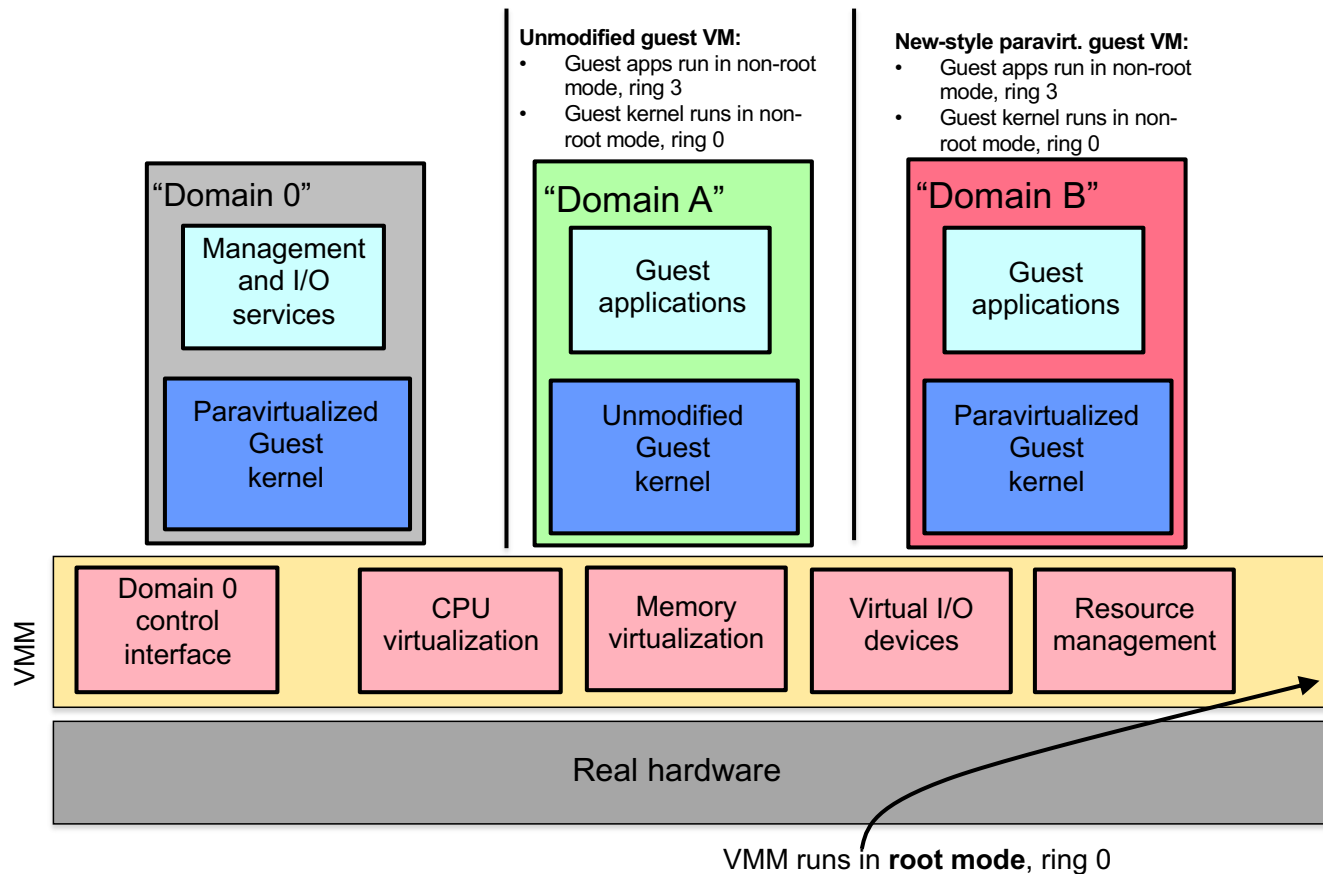 Unmodified guest VM:
• Guest apps run in non-root
mode, ring 3
• Guest kernel runs in non-
root mode, ring 0
New-style paravirt. guest VM:
• Guest apps run in non-root
mode, ring 3
• Guest kernel runs in non-
root mode, ring 0
“Domain 0”
Management
and I/O
services
Paravirtualized
Guest
kernel
“Domain A”
Guest
applications
Unmodified
Guest
kernel
“Domain B”
Guest
applications
Paravirtualized
Guest
kernel
VMM
Domain 0
control
interface
CPU
virtualization
Memory
virtualization
Virtual I/O
devices
Resource
management
Real hardware
VMM runs in root mode, ring 0